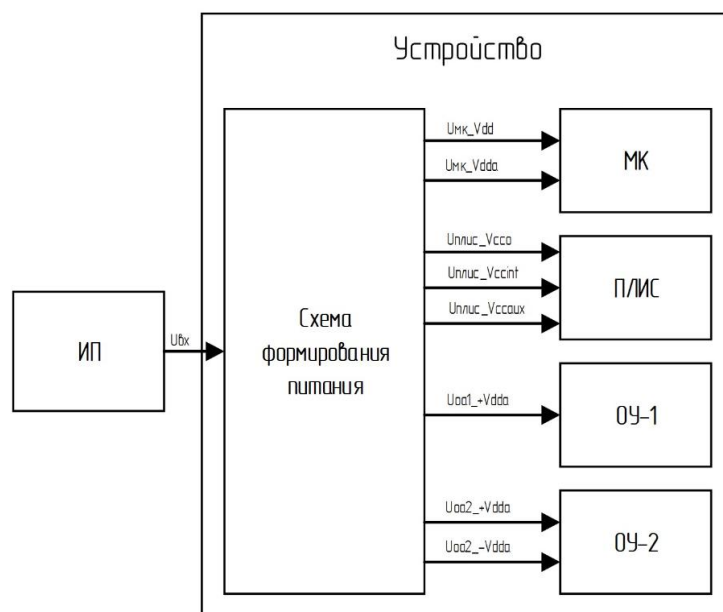 Устройство
Uмк_Vdd
МК
Uмк_Vdda
Uплис_Vcco
Uплис_Vccint
ПЛИС
Uплис_Vccaux
ИП
Uвх
Схема
формирования
питания
Uоа1_+Vdda
ОУ-1
Uоа2_+Vdda
ОУ-2
Uоа2_-Vdda